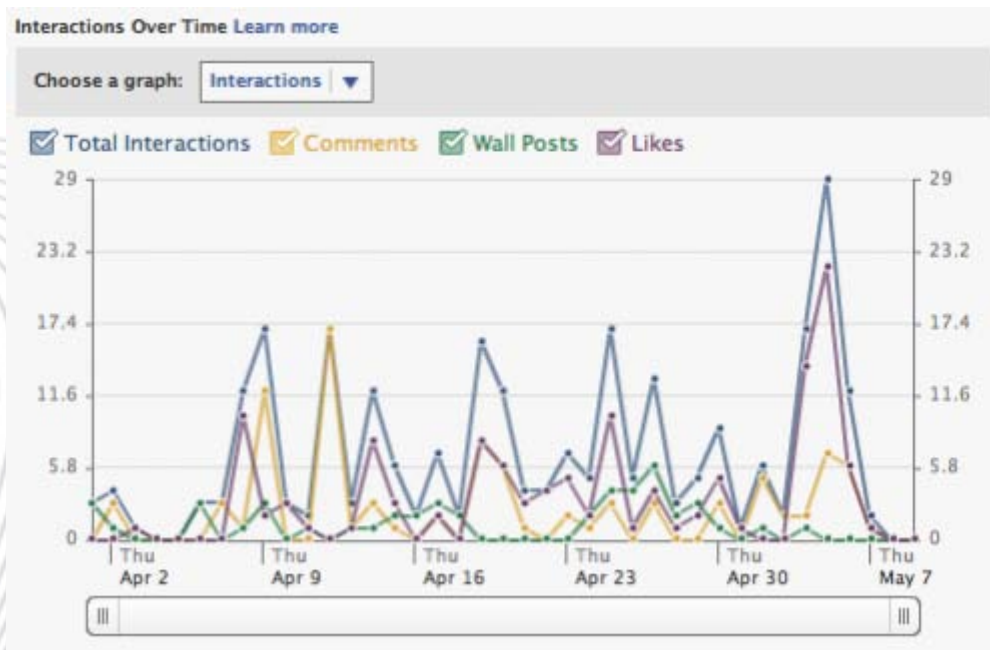 Interactions Over Time Learn more
Choose a graph: Interactions
Total Interactions Comments Wall Posts Likes
29 29
23.2 23.2
17.4 17.4
11.6 11.6
5.8 5.8
0 0
Thu Thu Thu Thu Thu Thu
Apr 2 Apr 9 Apr 16 Apr 23 Apr 30 May 7